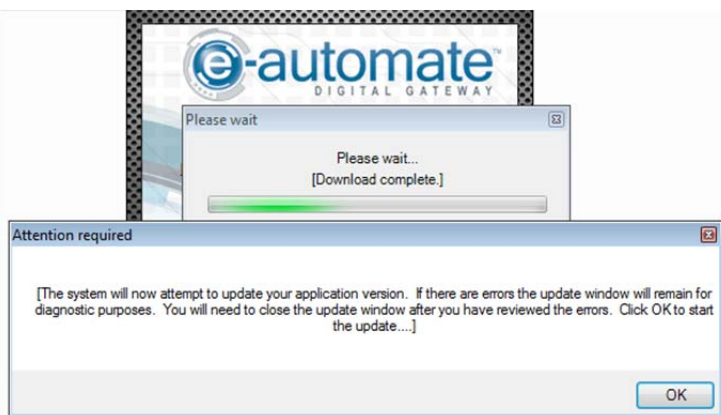 e-automate™
DIGITAL GATEWAY
Please wait
Please wait...
[Download complete.]
Attention required
[The system will now attempt to update your application version. If there are errors the update window will remain for
diagnostic purposes. You will need to close the update window after you have reviewed the errors. Click OK to start
the update....]
OK